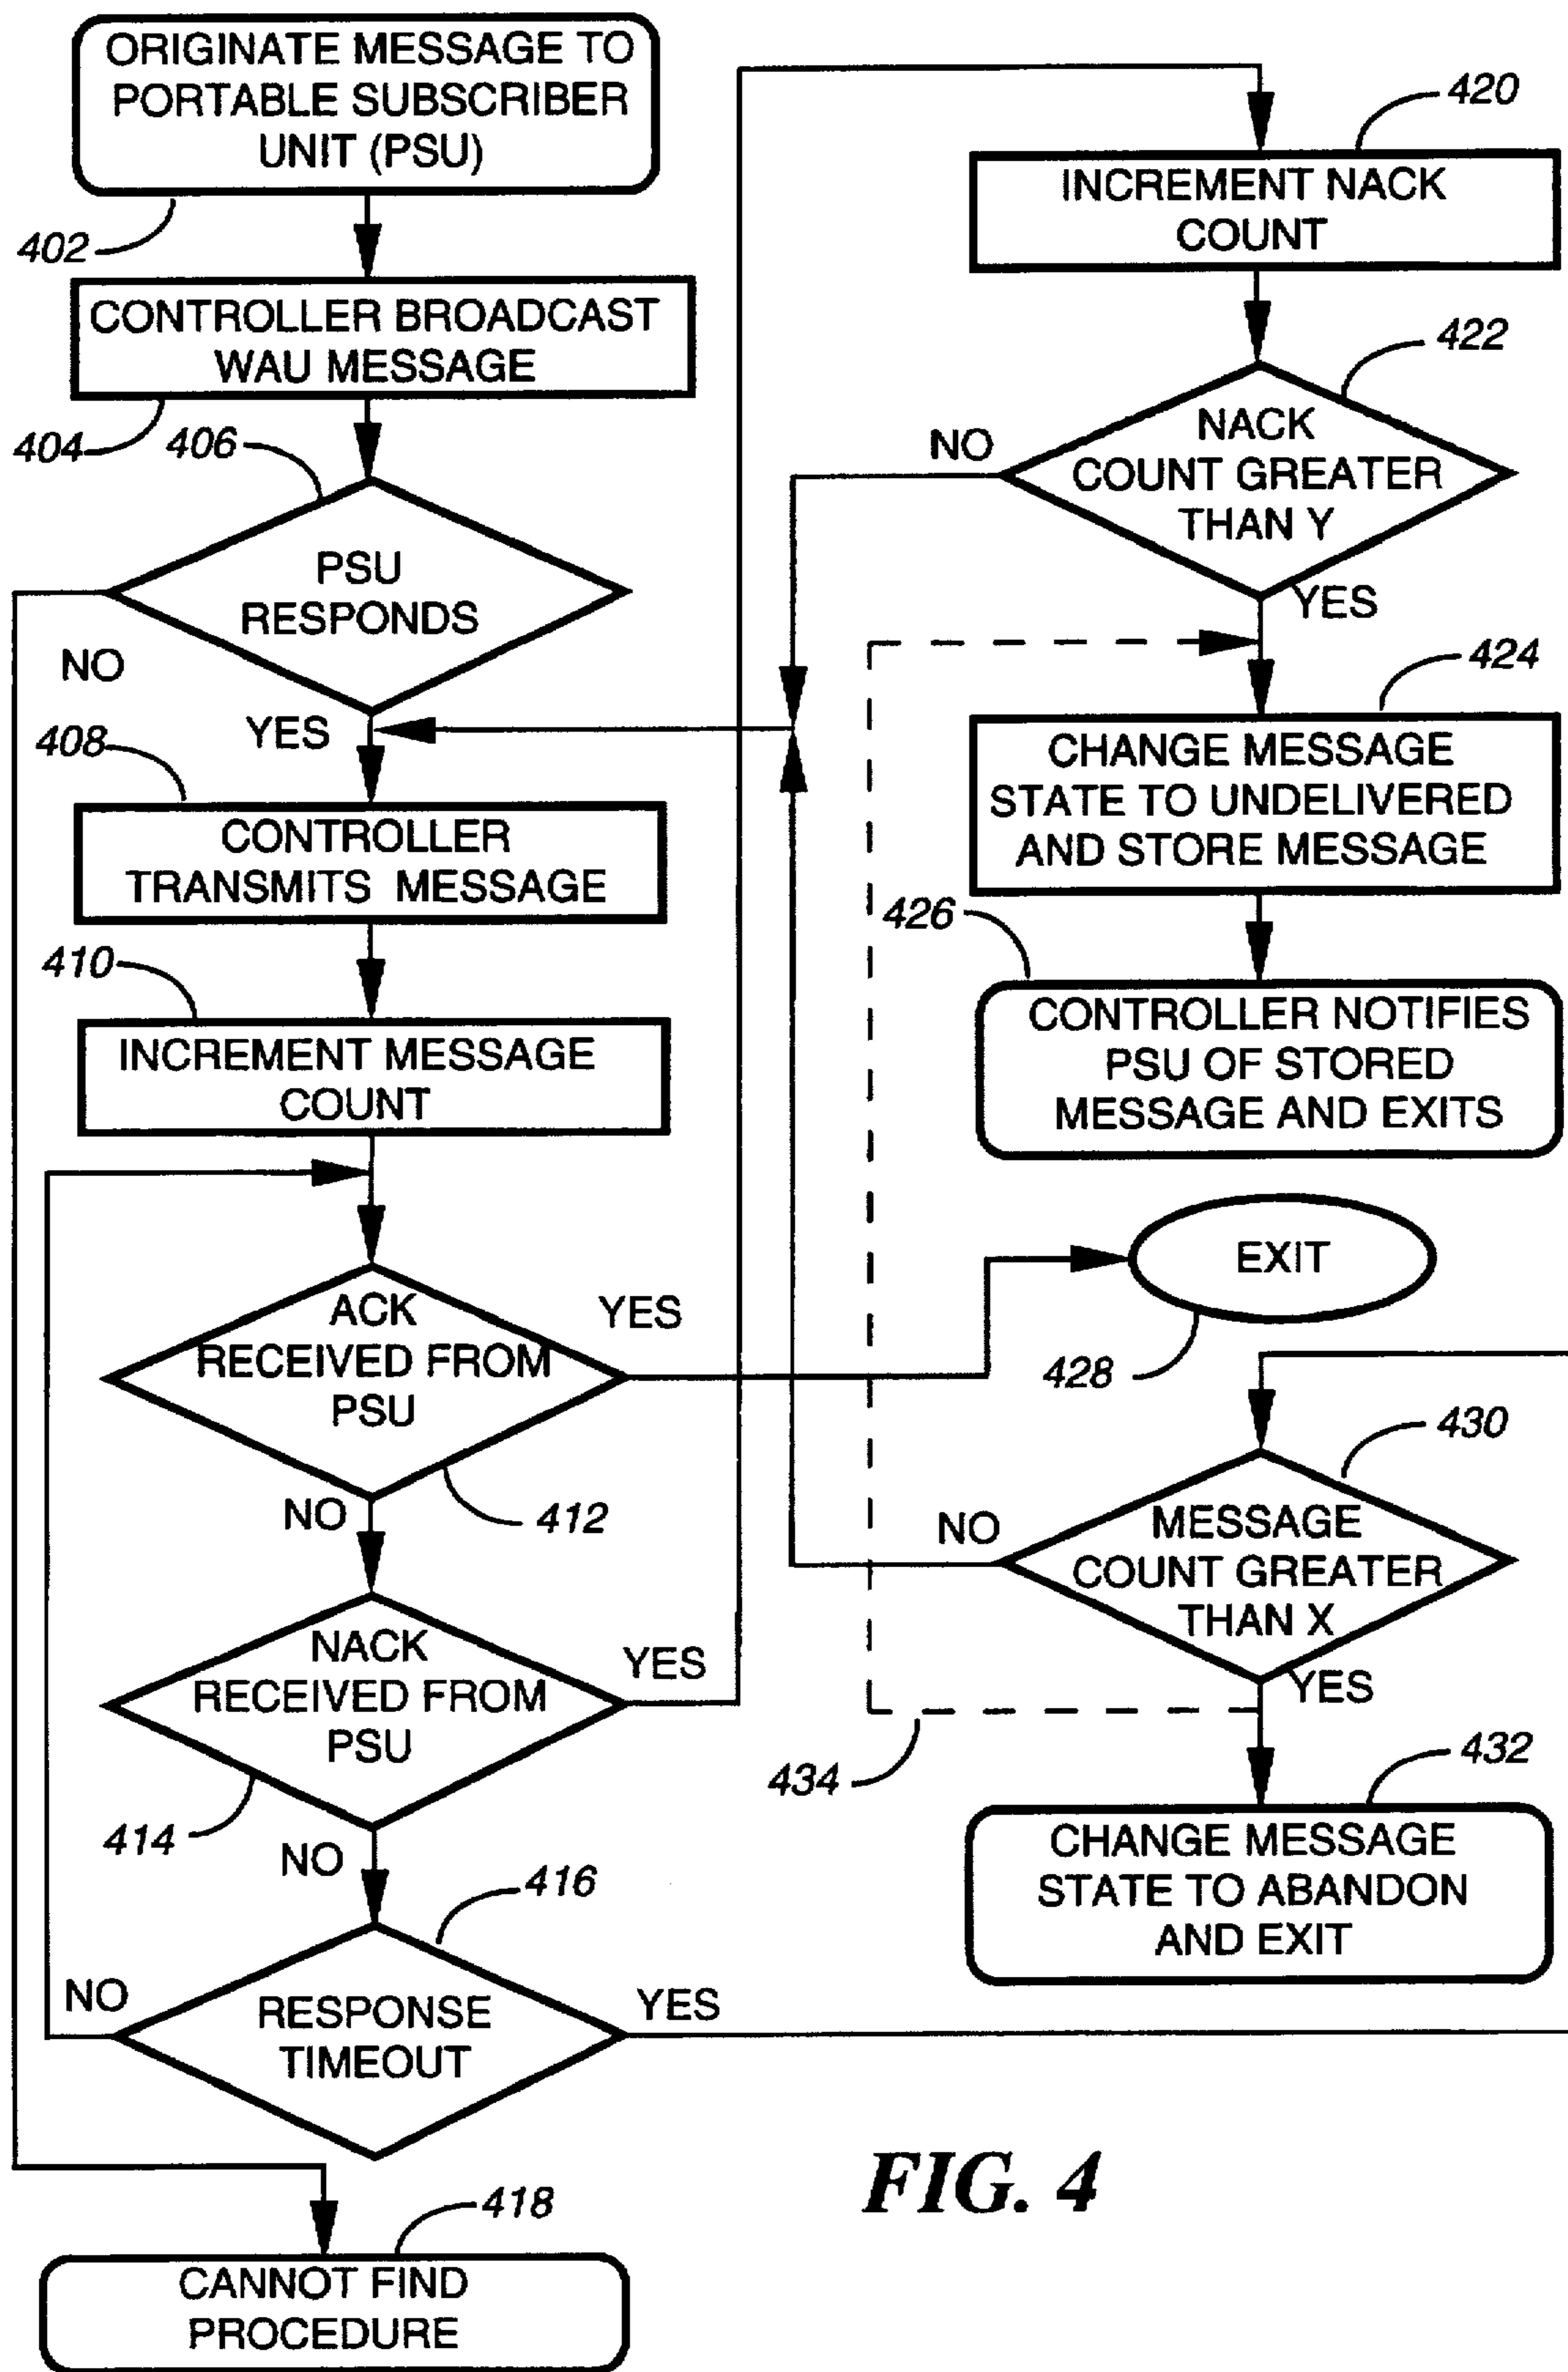 ORIGINATE MESSAGE TO
PORTABLE SUBSCRIBER
UNIT (PSU)
402
CONTROLLER BROADCAST
WAU MESSAGE
404
406
PSU
RESPONDS
NO
YES
408
CONTROLLER
TRANSMITS MESSAGE
410
INCREMENT MESSAGE
COUNT
ACK
RECEIVED FROM
PSU
YES
NO
412
NACK
RECEIVED FROM
PSU
YES
414
NO
416
RESPONSE
TIMEOUT
NO
YES
418
CANNOT FIND
PROCEDURE
420
INCREMENT NACK
COUNT
422
NACK
COUNT GREATER
THAN Y
NO
YES
424
CHANGE MESSAGE
STATE TO UNDELIVERED
AND STORE MESSAGE
426
CONTROLLER NOTIFIES
PSU OF STORED
MESSAGE AND EXITS
EXIT
428
430
MESSAGE
COUNT GREATER
THAN X
NO
YES
434
432
CHANGE MESSAGE
STATE TO ABANDON
AND EXIT
FIG. 4